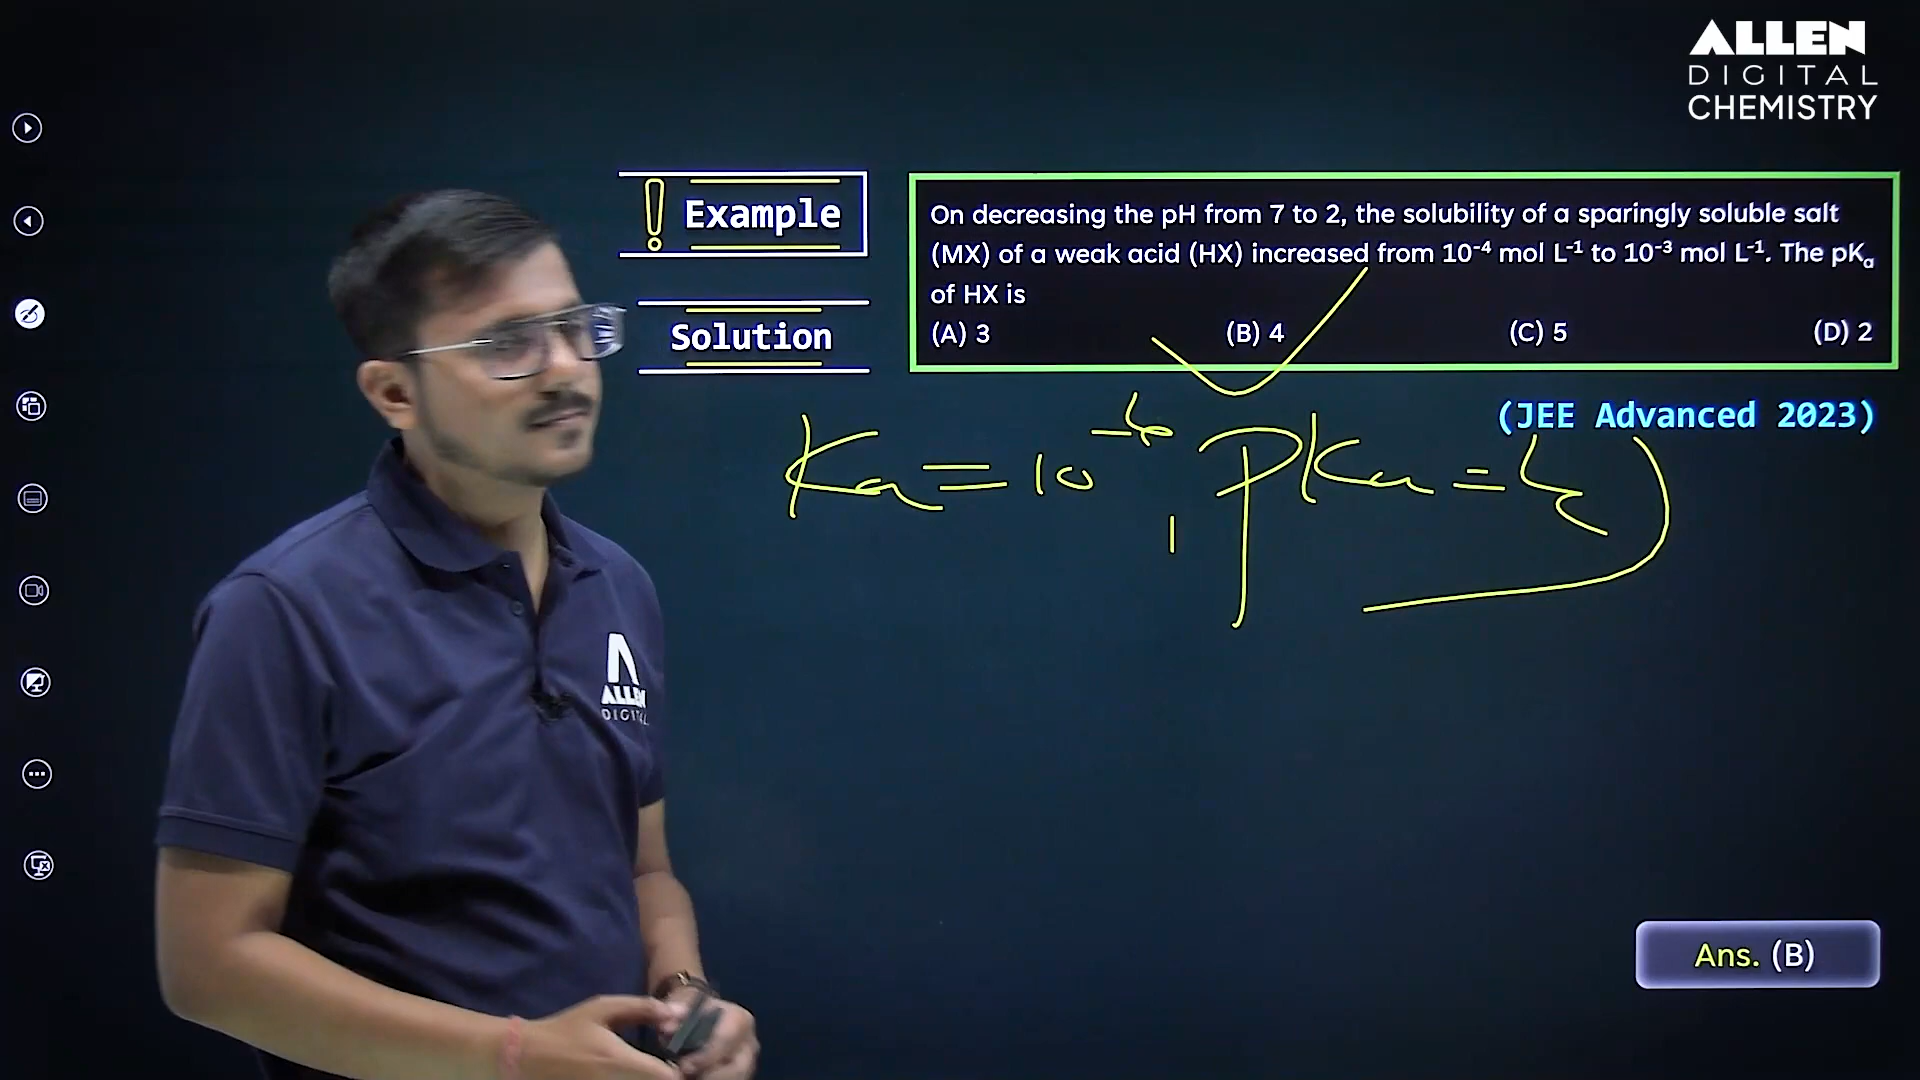 ALLEN
DIGITAL
CHEMISTRY
Example
On decreasing the pH from 7 to 2, the solubility of a sparingly soluble salt
(MX) of a weak acid (HX) increased from 10⁻⁴ mol L⁻¹ to 10⁻³ mol L⁻¹. The pKₐ
of HX is
(A) 3 (B) 4 (C) 5 (D) 2
Solution
(JEE Advanced 2023)
Ka = 10⁻⁴, pKa = 4
ALLEN
DIGITAL
Ans. (B)